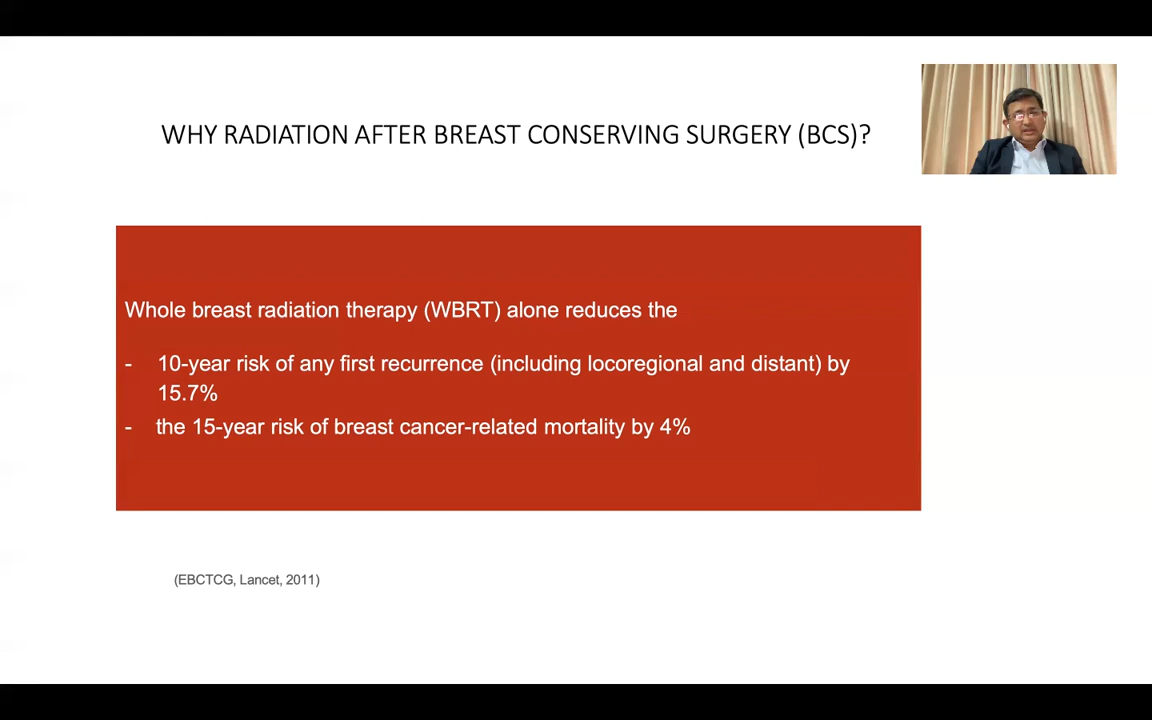 WHY RADIATION AFTER BREAST CONSERVING SURGERY (BCS)?
Whole breast radiation therapy (WBRT) alone reduces the
- 10-year risk of any first recurrence (including locoregional and distant) by
15.7%
- the 15-year risk of breast cancer-related mortality by 4%
(EBCTCG, Lancet, 2011)